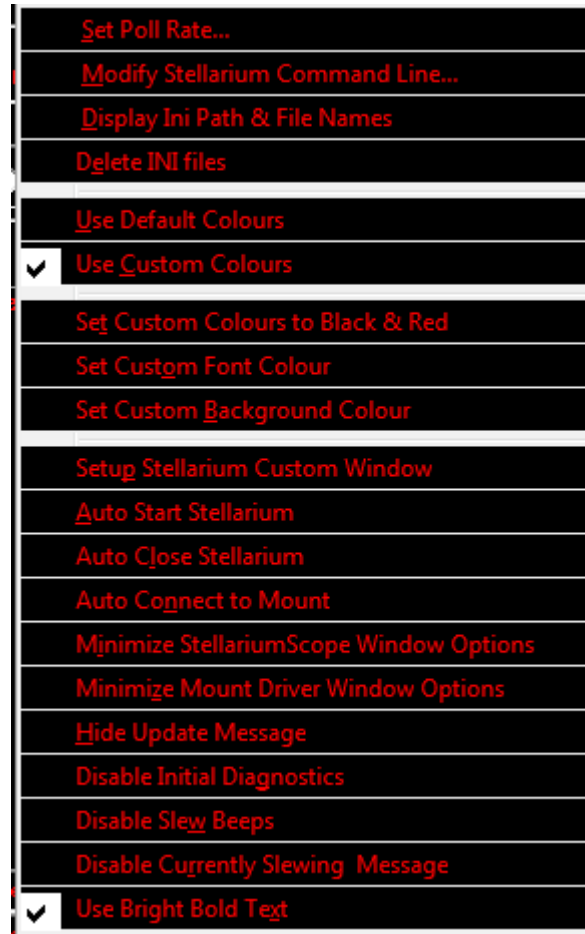 Set Poll Rate...
Modify Stellarium Command Line...
Display Ini Path & File Names
Delete INI files
Use Default Colours
Use Custom Colours
Set Custom Colours to Black & Red
Set Custom Font Colour
Set Custom Background Colour
Setup Stellarium Custom Window
Auto Start Stellarium
Auto Close Stellarium
Auto Connect to Mount
Minimize StellariumScope Window Options
Minimize Mount Driver Window Options
Hide Update Message
Disable Initial Diagnostics
Disable Slew Beeps
Disable Currently Slewing  Message
Use Bright Bold Text